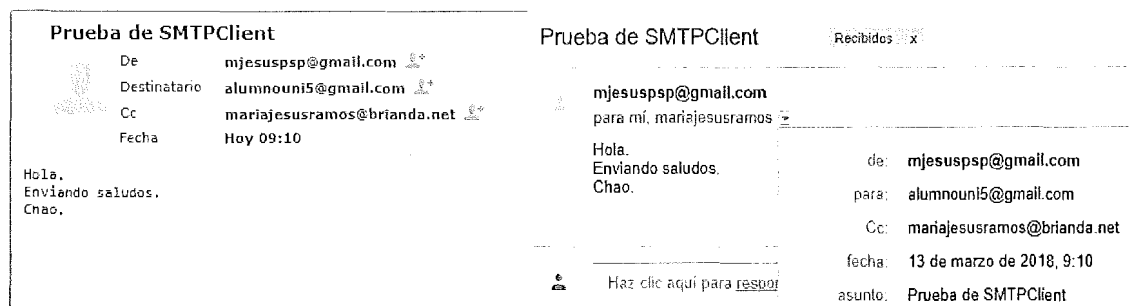 Prueba de SMTPClient
De mjesuspsp@gmail.com
Destinatario alumnouni5@gmail.com
Cc mariajesusramos@brianda.net
Fecha Hoy 09:10
Hola.
Enviando saludos.
Chao.
Prueba de SMTPClient Recibidos x
mjesuspsp@gmail.com
para mí, mariajesusramos
Hola.
Enviando saludos.
Chao.
Haz clic aquí para respon
de: mjesuspsp@gmail.com
para: alumnouni5@gmail.com
Cc: mariajesusramos@brianda.net
fecha: 13 de marzo de 2018, 9:10
asunto: Prueba de SMTPClient